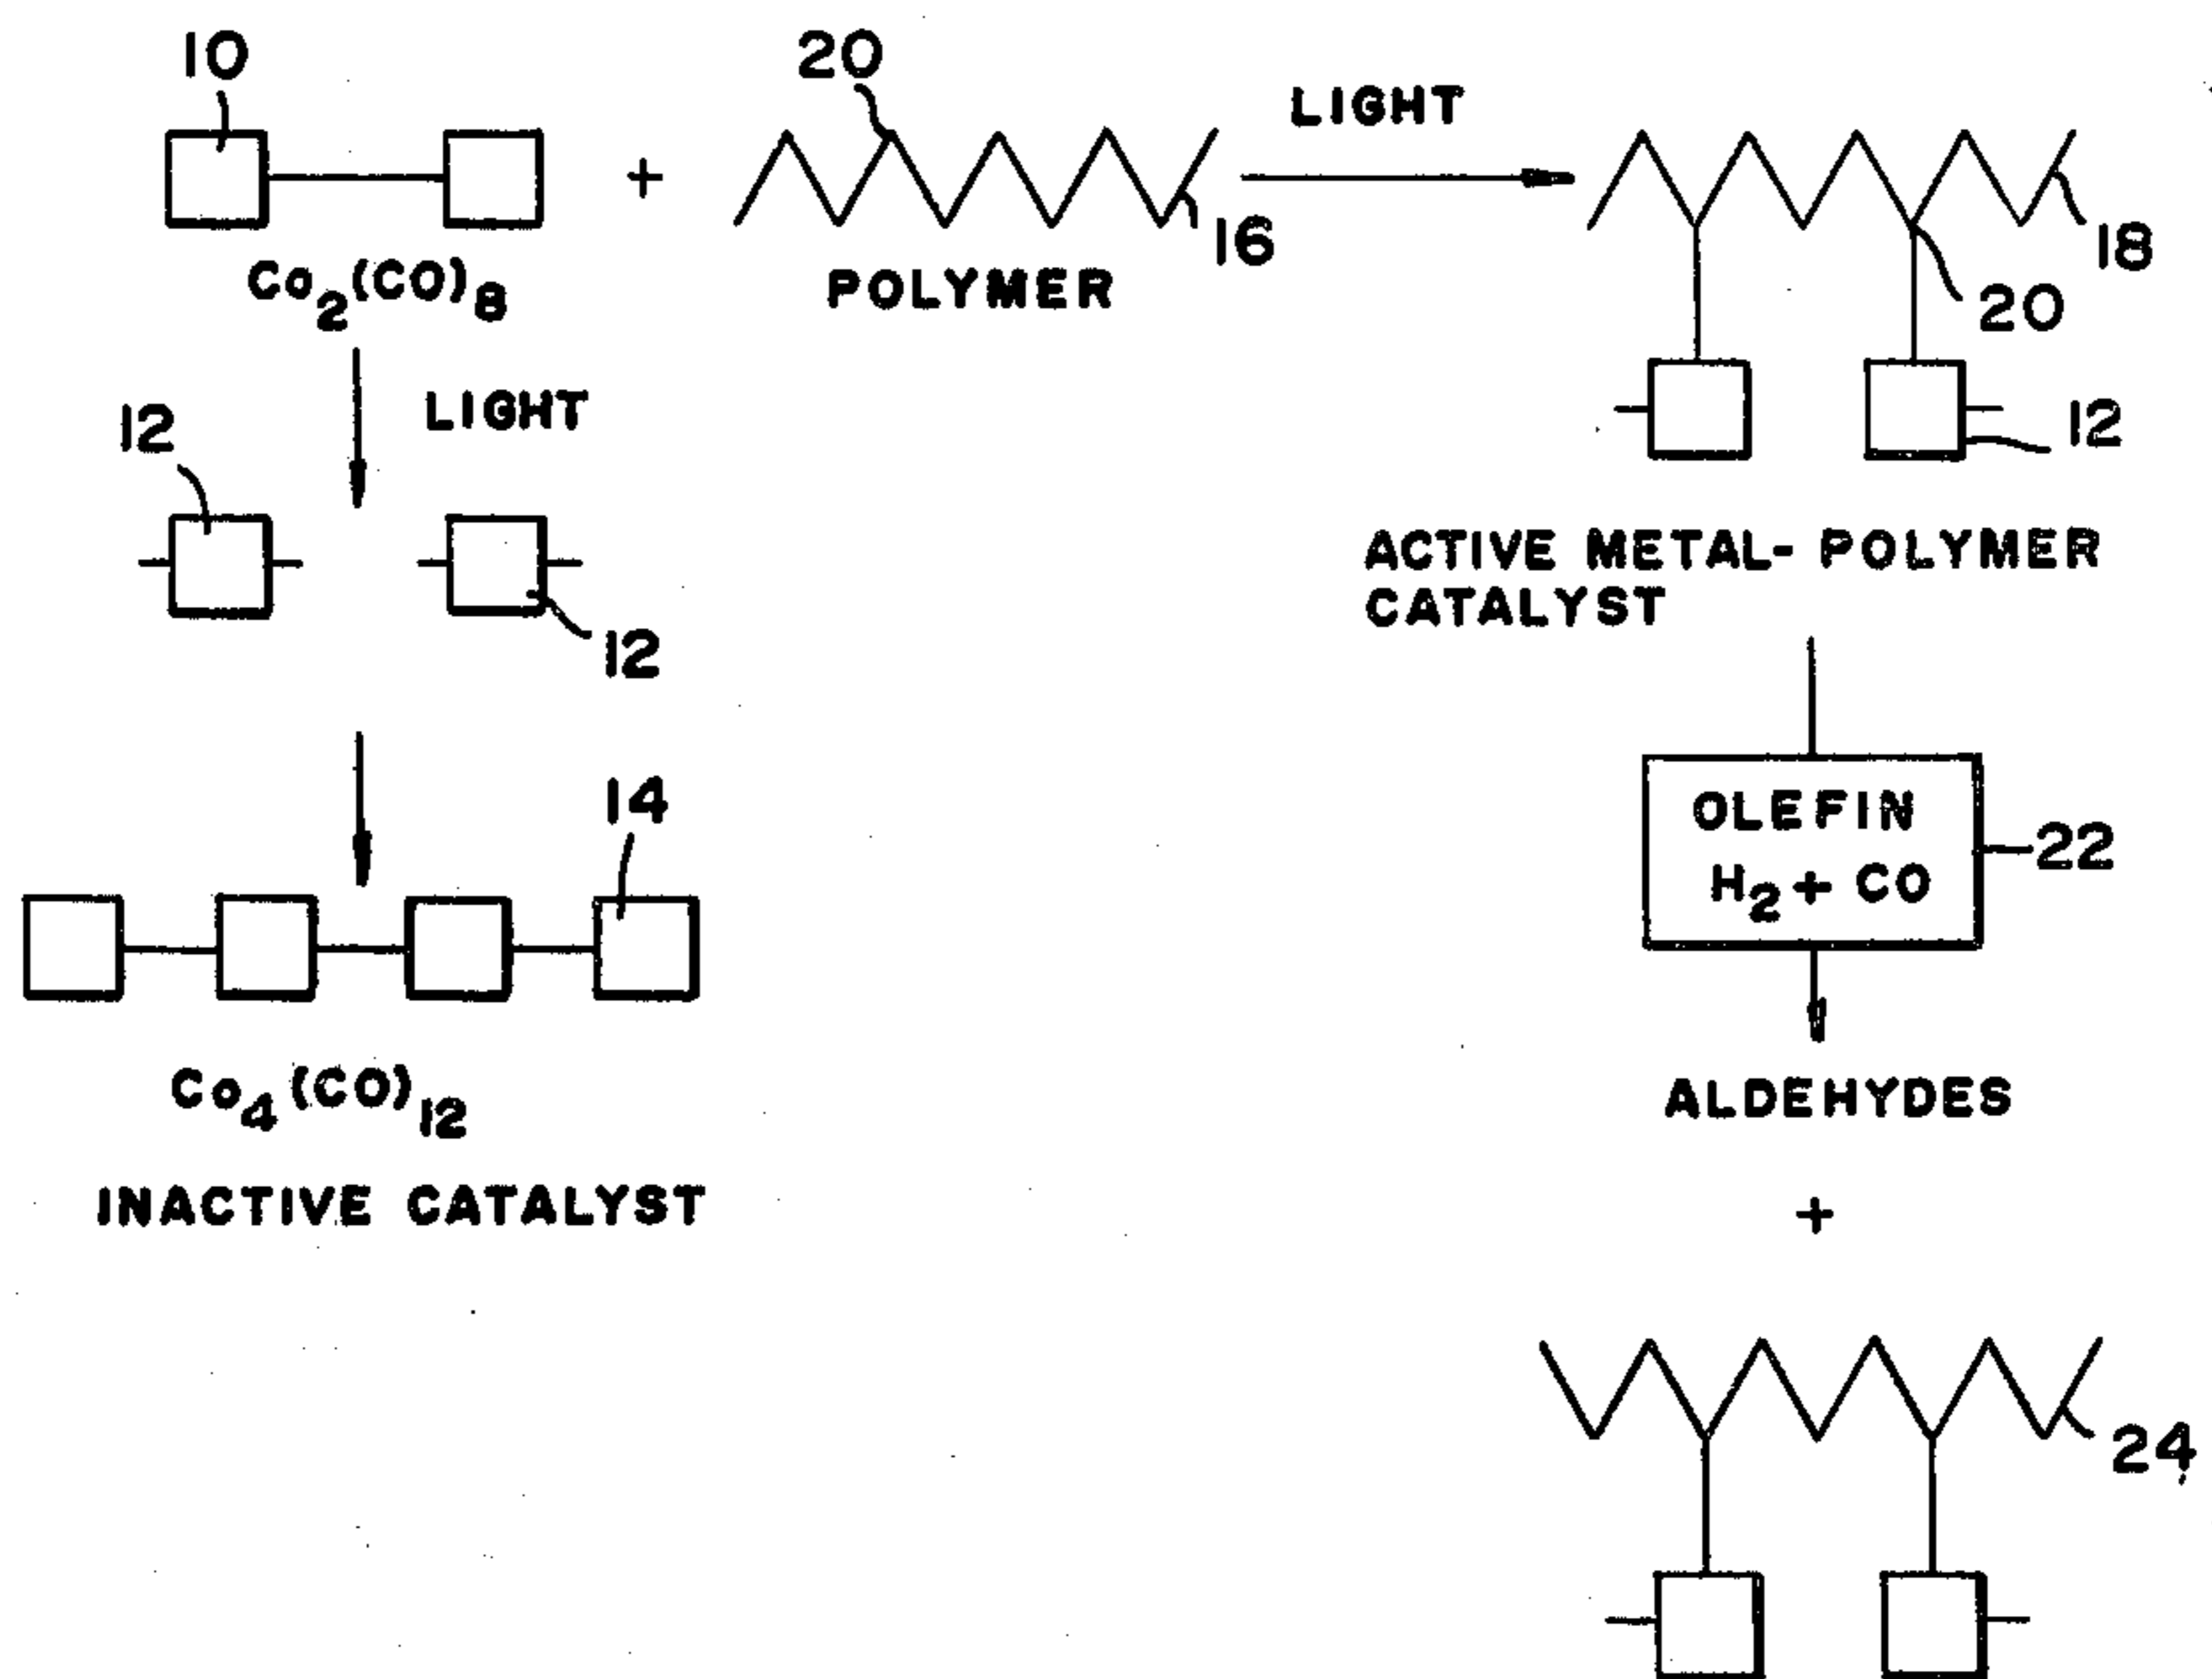 10
20
LIGHT
+
16
18
Co₂(CO)₈
POLYMER
20
LIGHT
12
12
12
ACTIVE METAL- POLYMER
CATALYST
14
OLEFIN
H₂ + CO
22
Co₄(CO)₁₂
ALDEHYDES
INACTIVE CATALYST
+
24